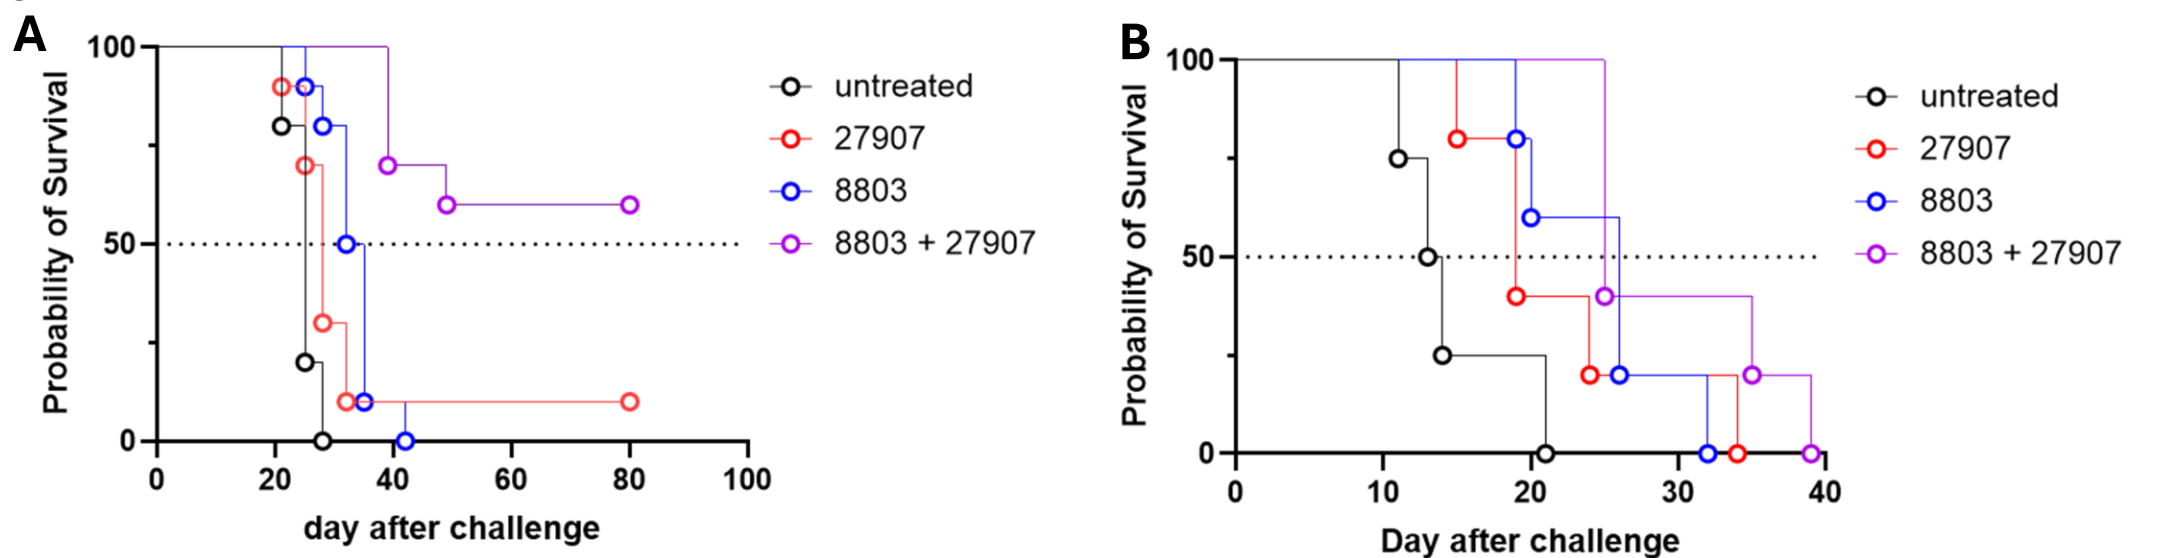 A
Probability of Survival
100
50
0
0 20 40 60 80 100
day after challenge
untreated
27907
8803
8803 + 27907
B
Probability of Survival
100
50
0
0 10 20 30 40
Day after challenge
untreated
27907
8803
8803 + 27907